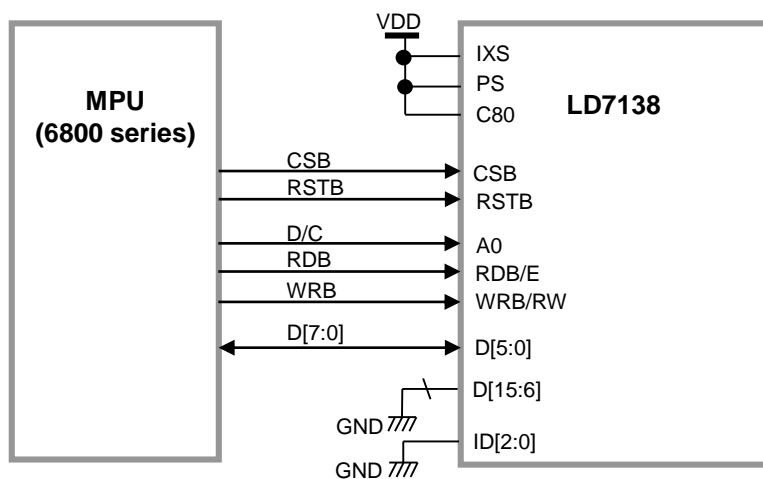 VDD
IXS
PS
C80
MPU
(6800 series)
LD7138
CSB
CSB
RSTB
RSTB
D/C
A0
RDB
RDB/E
WRB
WRB/RW
D[7:0]
D[5:0]
D[15:6]
GND
ID[2:0]
GND